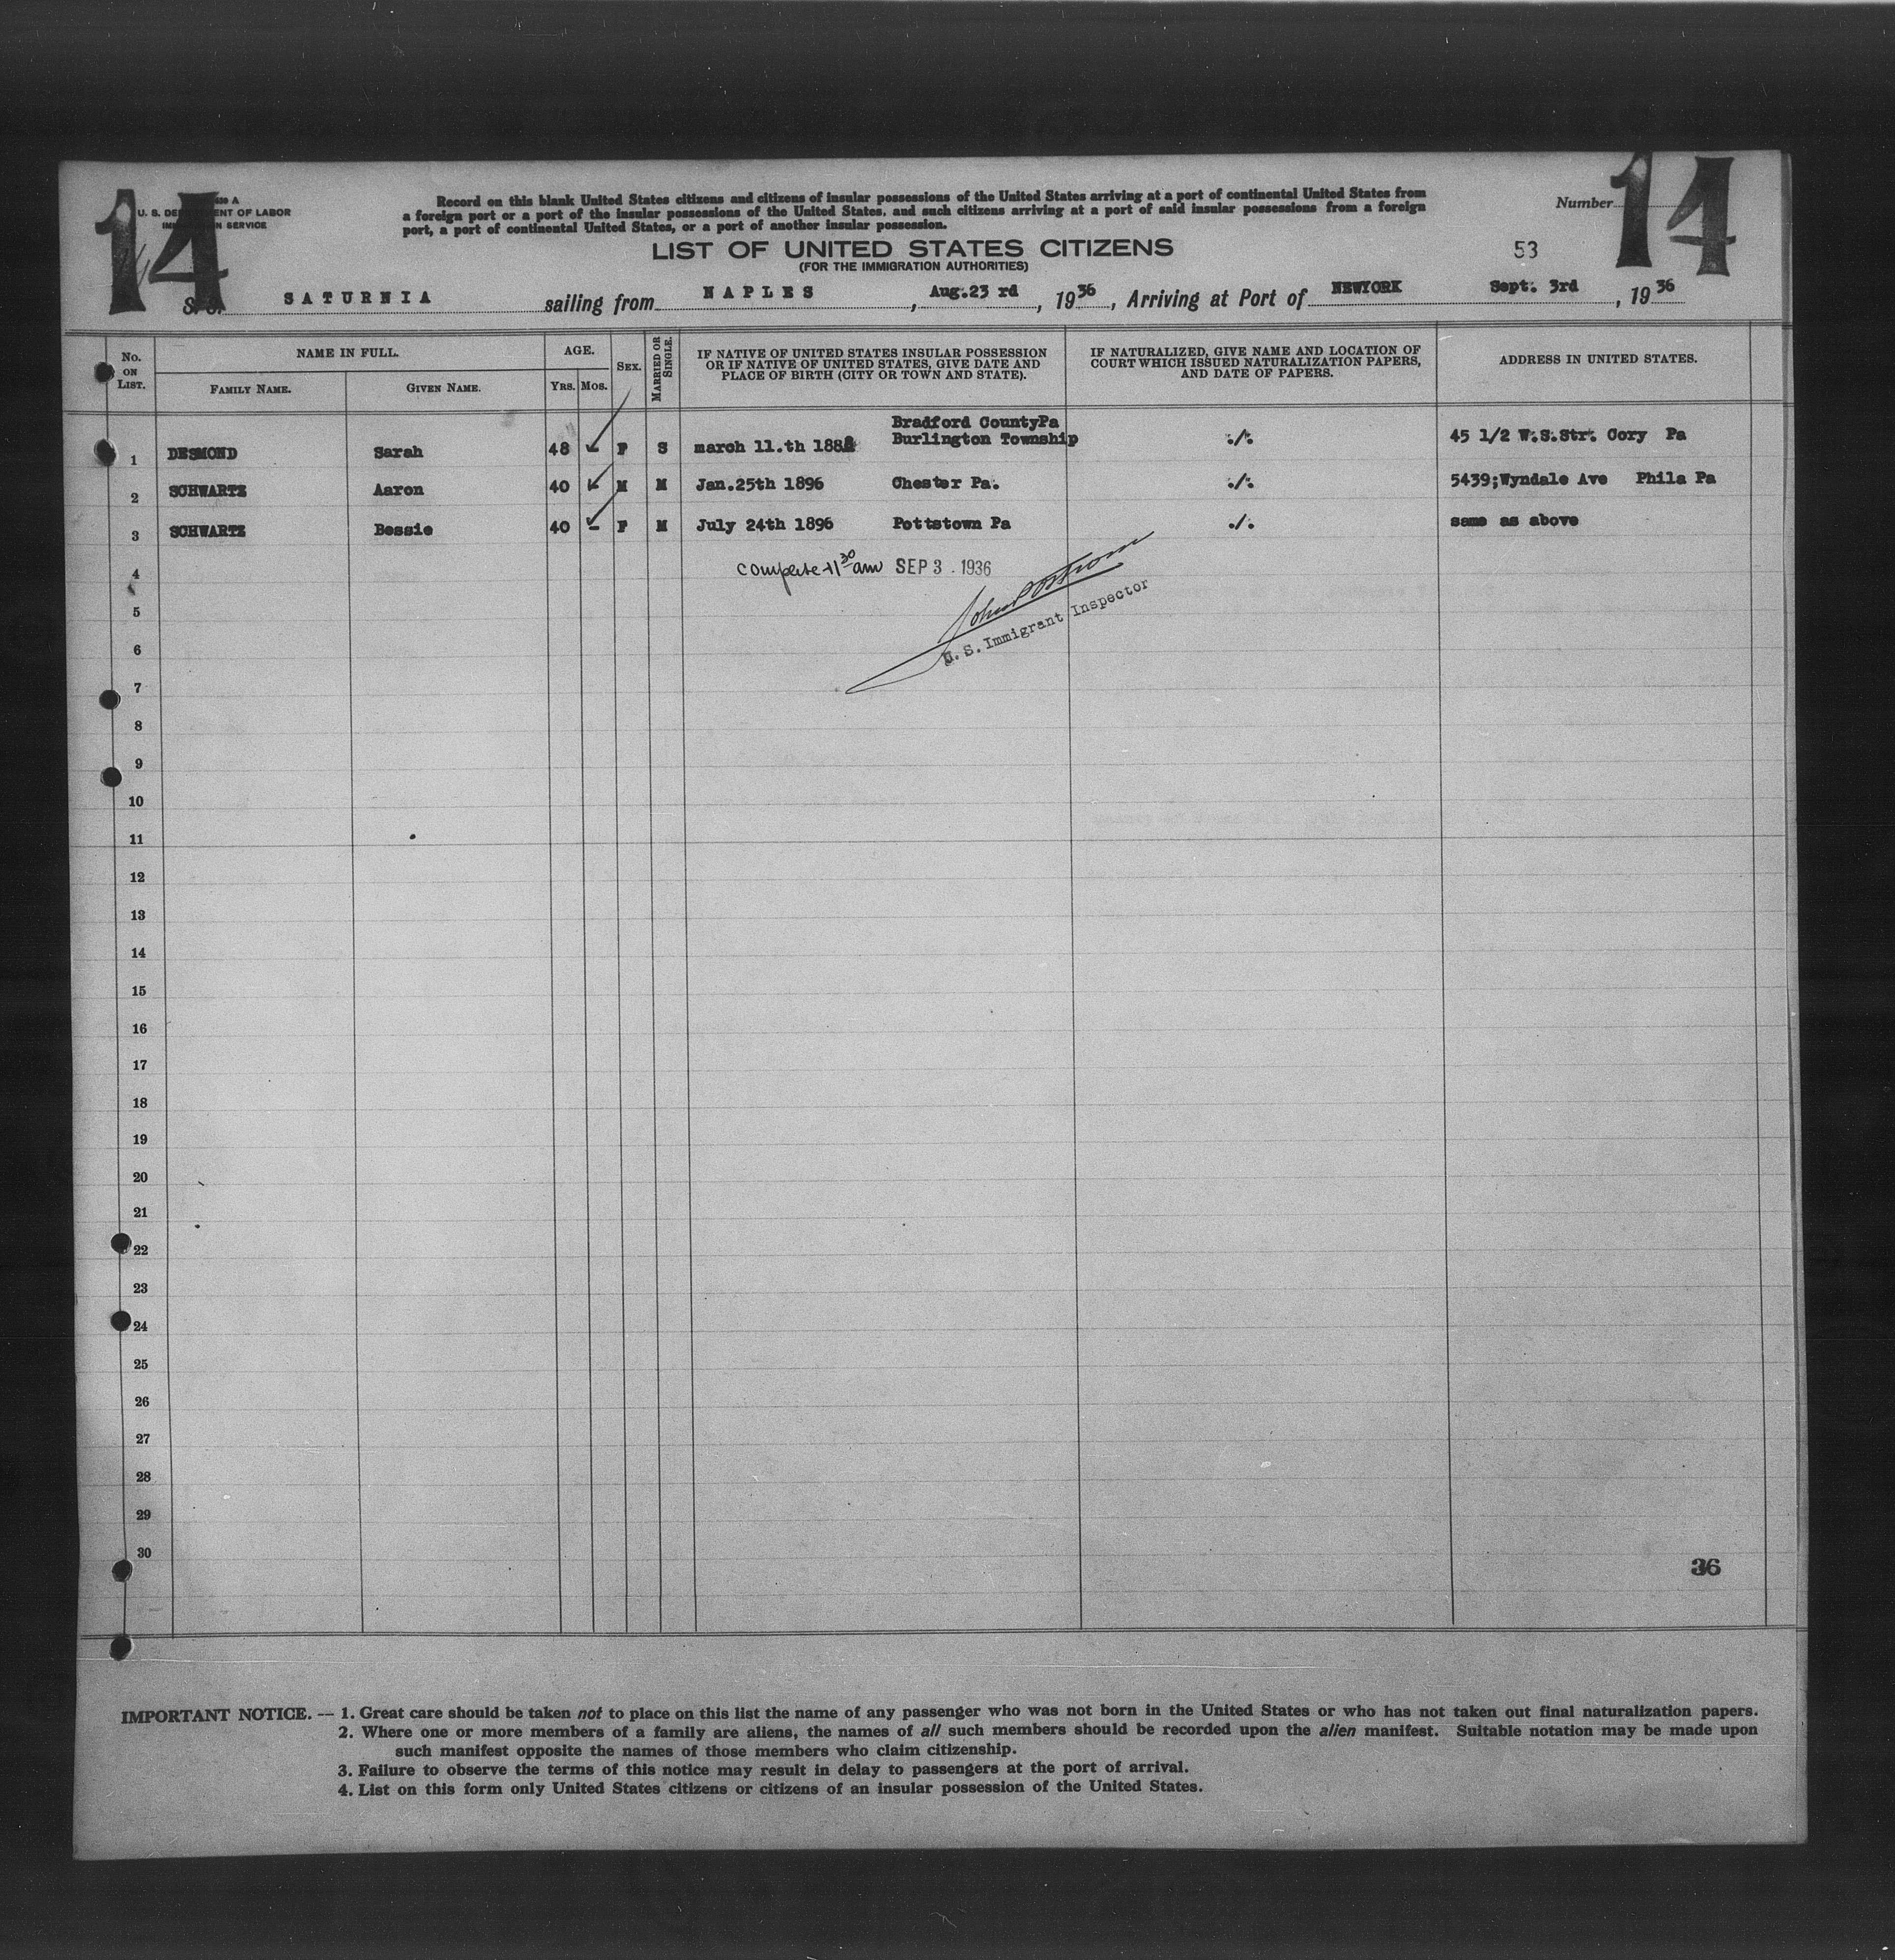 14
U. S. DEPARTMENT OF LABOR
IMMIGRATION SERVICE
Record on this blank United States citizens and citizens of insular possessions of the United States arriving at a port of continental United States from
a foreign port or a port of the insular possessions of the United States, and such citizens arriving at a port of said insular possessions from a foreign
port, a port of continental United States, or a port of another insular possession.
Number 14
LIST OF UNITED STATES CITIZENS
(FOR THE IMMIGRATION AUTHORITIES)
53
S. S. SATURNIA sailing from NAPLES, Aug.23 rd, 1936, Arriving at Port of NEWYORK Sept. 3rd, 1936
No. ON LIST.
NAME IN FULL.
FAMILY NAME.
GIVEN NAME.
AGE.
YRS. MOS.
SEX.
MARRIED OR SINGLE.
IF NATIVE OF UNITED STATES INSULAR POSSESSION
OR IF NATIVE OF UNITED STATES, GIVE DATE AND
PLACE OF BIRTH (CITY OR TOWN AND STATE).
IF NATURALIZED, GIVE NAME AND LOCATION OF
COURT WHICH ISSUED NATURALIZATION PAPERS,
AND DATE OF PAPERS.
ADDRESS IN UNITED STATES.
Bradford CountyPa
1 DESMOND Sarah 48 F S march 11.th 1888 Burlington Township ./. 45 1/2 W.S.Str. Cory Pa
2 SCHWARTZ Aaron 40 M M Jan.25th 1896 Chester Pa. ./. 5439;Wyndale Ave Phila Pa
3 SCHWARTZ Bessie 40 - F M July 24th 1896 Pottstown Pa ./. same as above
4 complete 11 30 am SEP 3 . 1936
5
U. S. Immigrant Inspector
6
7
8
9
10
11
12
13
14
15
16
17
18
19
20
21
22
23
24
25
26
27
28
29
30
36
IMPORTANT NOTICE. — 1. Great care should be taken not to place on this list the name of any passenger who was not born in the United States or who has not taken out final naturalization papers.
2. Where one or more members of a family are aliens, the names of all such members should be recorded upon the alien manifest. Suitable notation may be made upon
such manifest opposite the names of those members who claim citizenship.
3. Failure to observe the terms of this notice may result in delay to passengers at the port of arrival.
4. List on this form only United States citizens or citizens of an insular possession of the United States.